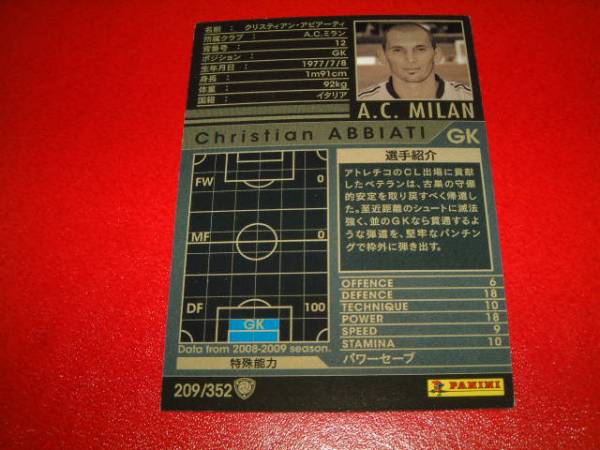 名前 : クリスティアン・アビアーティ
所属クラブ : A.C.ミラン
背番号 : 12
ポジション : GK
生年月日 : 1977/7/8
身長 : 1m91cm
体重 : 92kg
国籍 : イタリア
A.C. MILAN
Christian ABBIATI GK
FW 0
MF 0
DF 100
GK
Data from 2008-2009 season.
選手紹介
アトレチコのCL出場に貢献
したベテランは、古巣の守備
的安定を取り戻すべく帰還し
た。至近距離のシュートに滅法
強く、並のGKなら貫通するよう
な弾道を、堅牢なパンチン
グで枠外に弾き出す。
OFFENCE 6
DEFENCE 18
TECHNIQUE 10
POWER 18
SPEED 9
STAMINA 10
特殊能力 パワーセーブ
209/352
PANINI